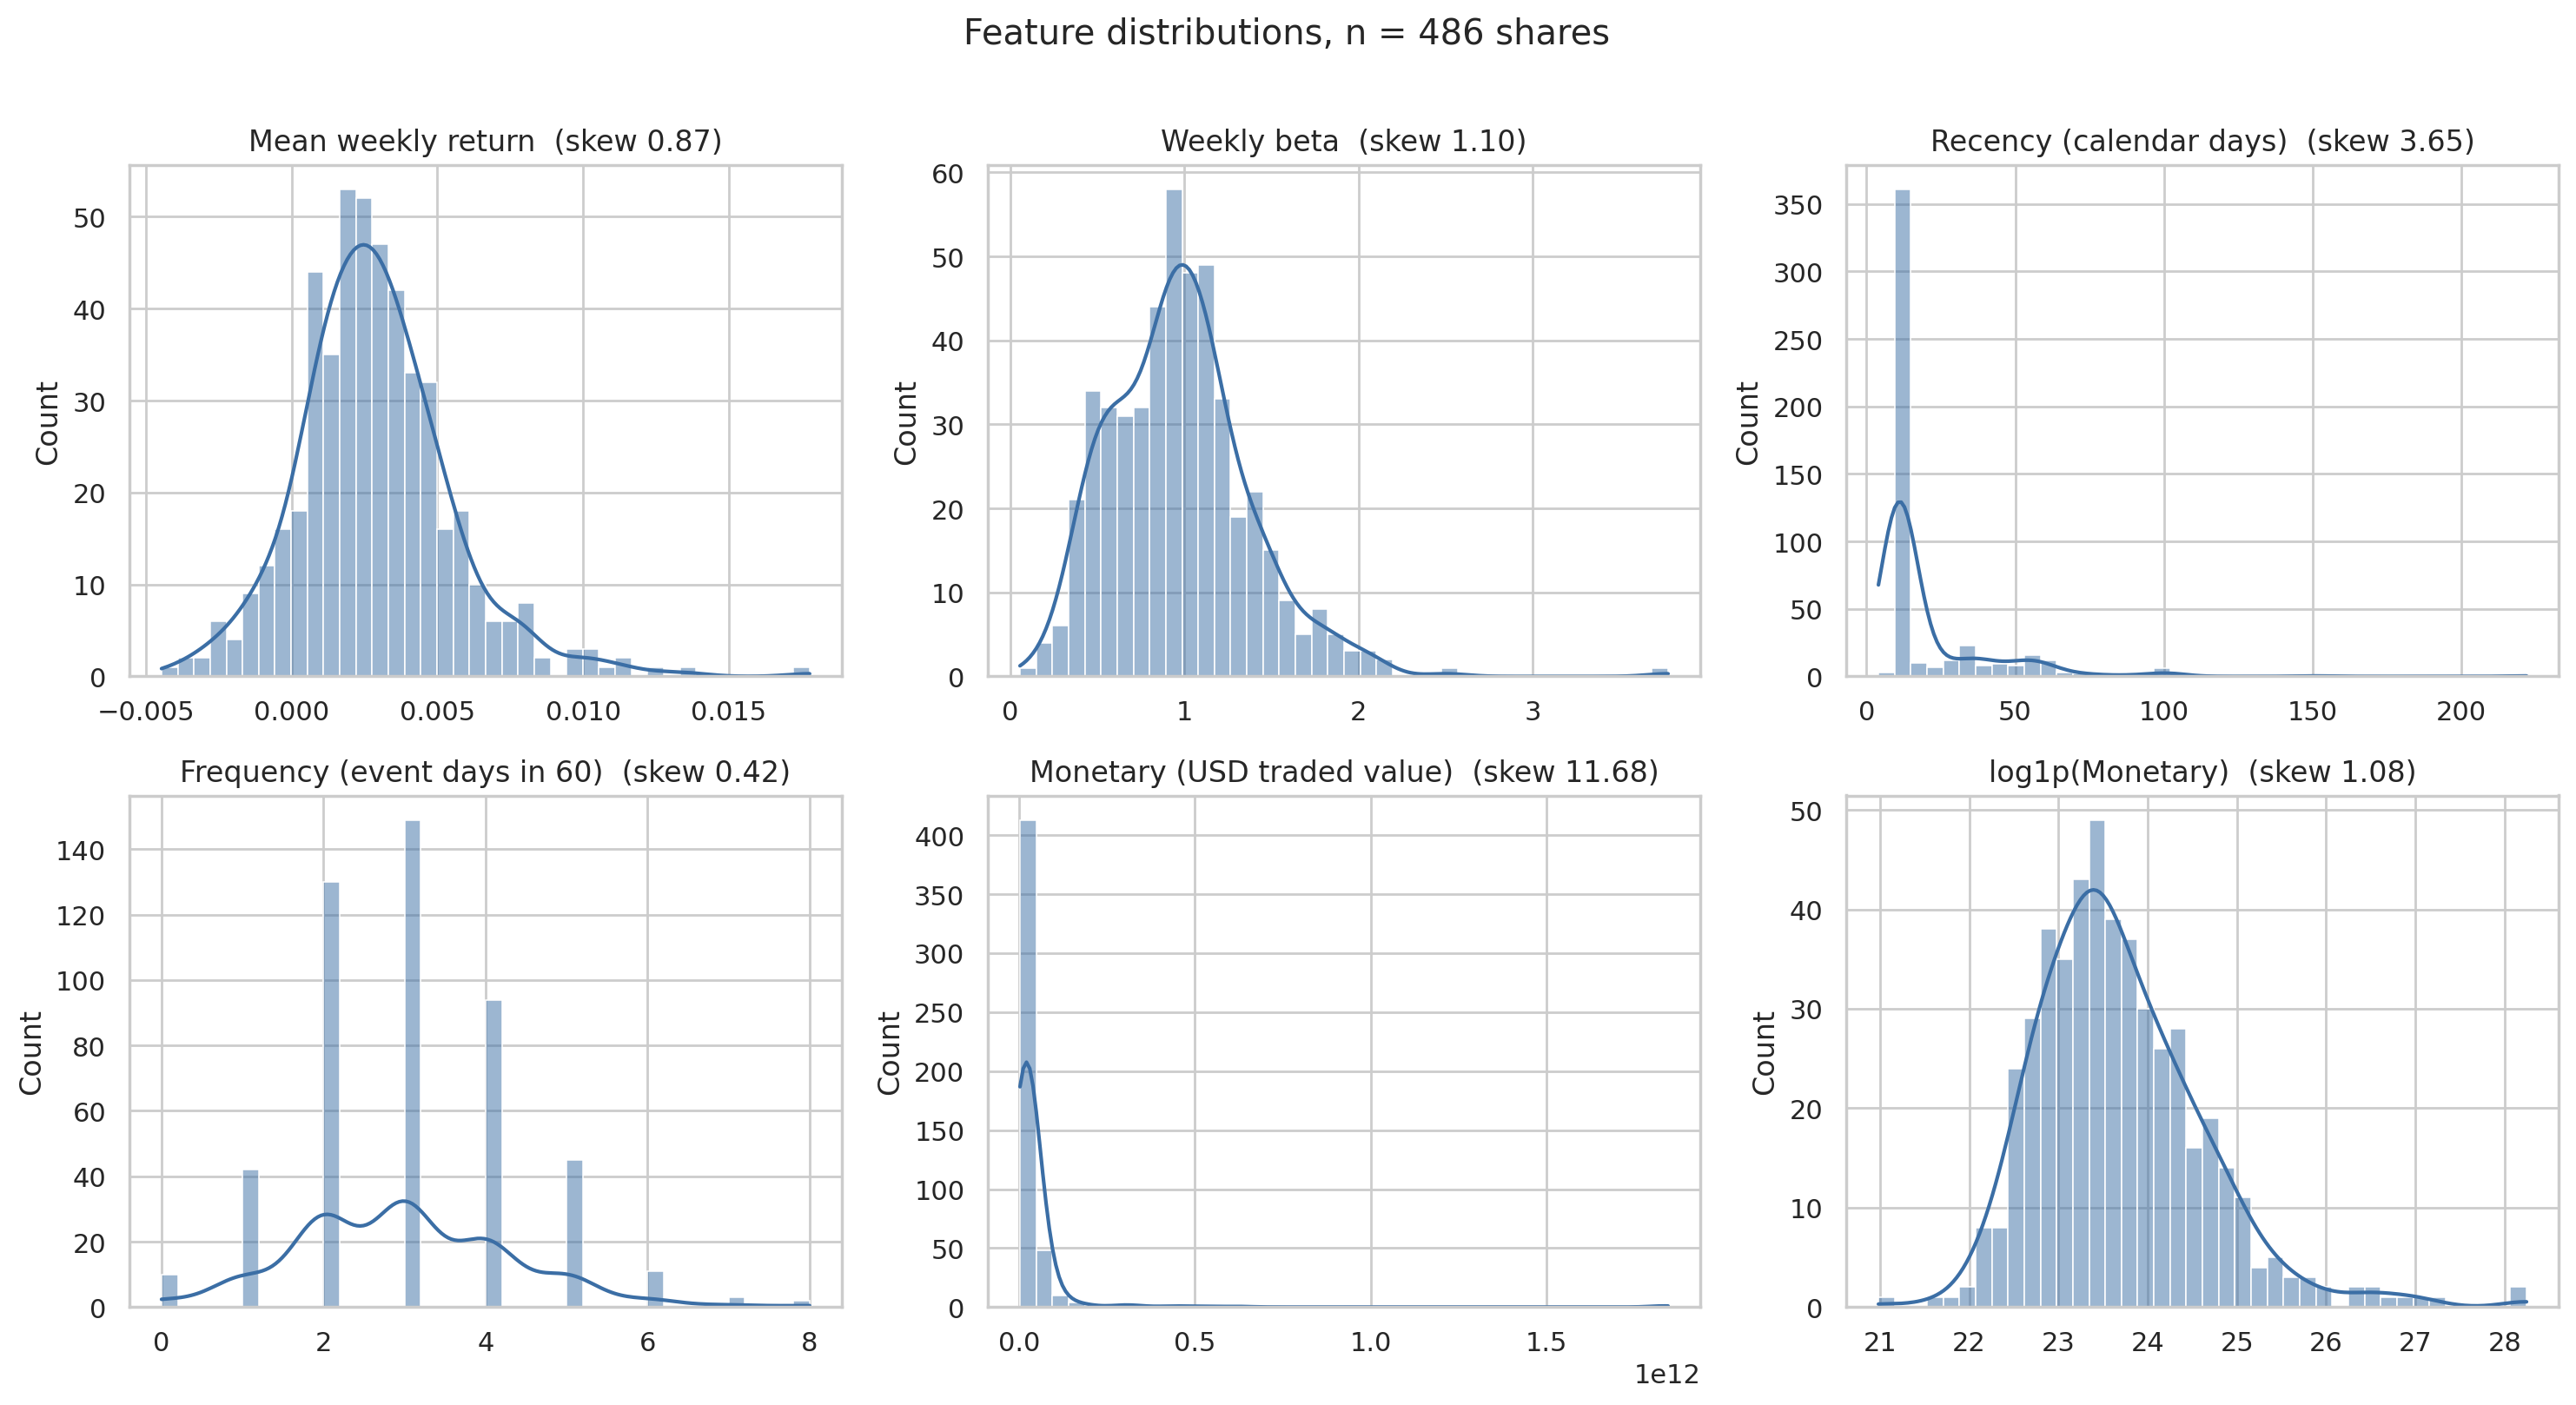 Feature distributions, n = 486 shares
Mean weekly return  (skew 0.87)
Count
50
40
30
20
10
0
−0.005 0.000 0.005 0.010 0.015
Weekly beta  (skew 1.10)
Count
60
50
40
30
20
10
0
0 1 2 3
Recency (calendar days)  (skew 3.65)
Count
350
300
250
200
150
100
50
0
0 50 100 150 200
Frequency (event days in 60)  (skew 0.42)
Count
140
120
100
80
60
40
20
0
0 2 4 6 8
Monetary (USD traded value)  (skew 11.68)
Count
400
350
300
250
200
150
100
50
0
0.0 0.5 1.0 1.5
1e12
log1p(Monetary)  (skew 1.08)
Count
50
40
30
20
10
0
21 22 23 24 25 26 27 28